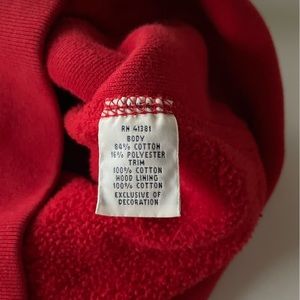 RN 41381
BODY
84% COTTON
16% POLYESTER
TRIM
100% COTTON
HOOD LINING
100% COTTON
EXCLUSIVE OF
DECORATION